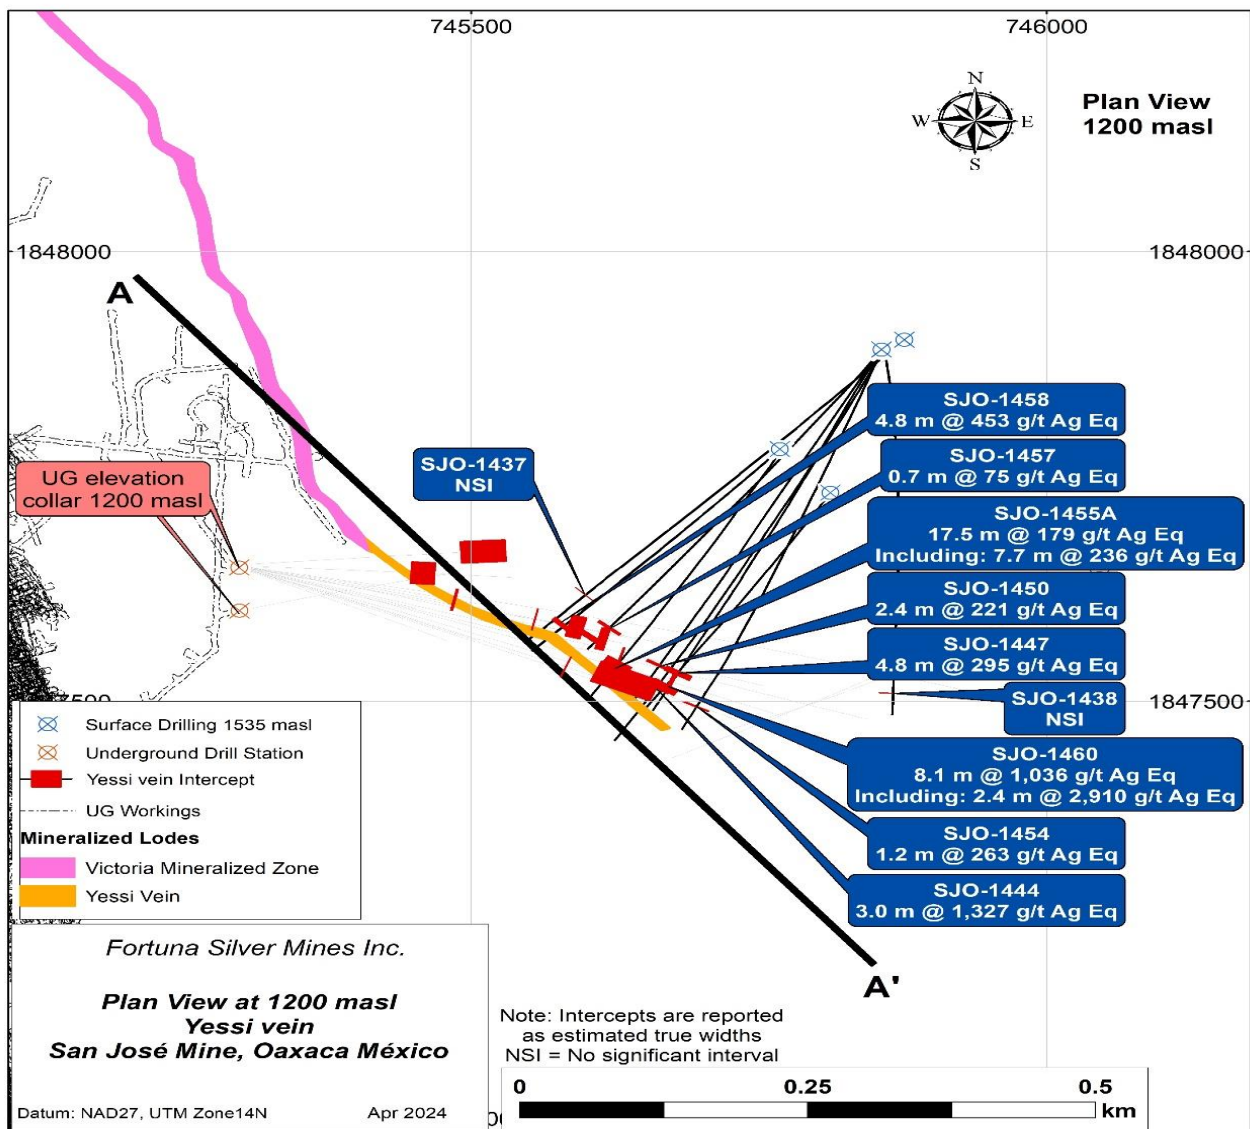 745500
746000
N
W E
S
Plan View
1200 masl
1848000
1848000
A
SJO-1458
4.8 m @ 453 g/t Ag Eq
SJO-1437
NSI
SJO-1457
0.7 m @ 75 g/t Ag Eq
UG elevation
collar 1200 masl
SJO-1455A
17.5 m @ 179 g/t Ag Eq
Including: 7.7 m @ 236 g/t Ag Eq
SJO-1450
2.4 m @ 221 g/t Ag Eq
SJO-1447
4.8 m @ 295 g/t Ag Eq
SJO-1438
NSI
1847500
SJO-1460
8.1 m @ 1,036 g/t Ag Eq
Including: 2.4 m @ 2,910 g/t Ag Eq
SJO-1454
1.2 m @ 263 g/t Ag Eq
SJO-1444
3.0 m @ 1,327 g/t Ag Eq
A'
Surface Drilling 1535 masl
Underground Drill Station
Yessi vein Intercept
UG Workings
Mineralized Lodes
Victoria Mineralized Zone
Yessi Vein
Fortuna Silver Mines Inc.
Plan View at 1200 masl
Yessi vein
San José Mine, Oaxaca México
Datum: NAD27, UTM Zone14N Apr 2024
Note: Intercepts are reported
as estimated true widths
NSI = No significant interval
0 0.25 0.5
km